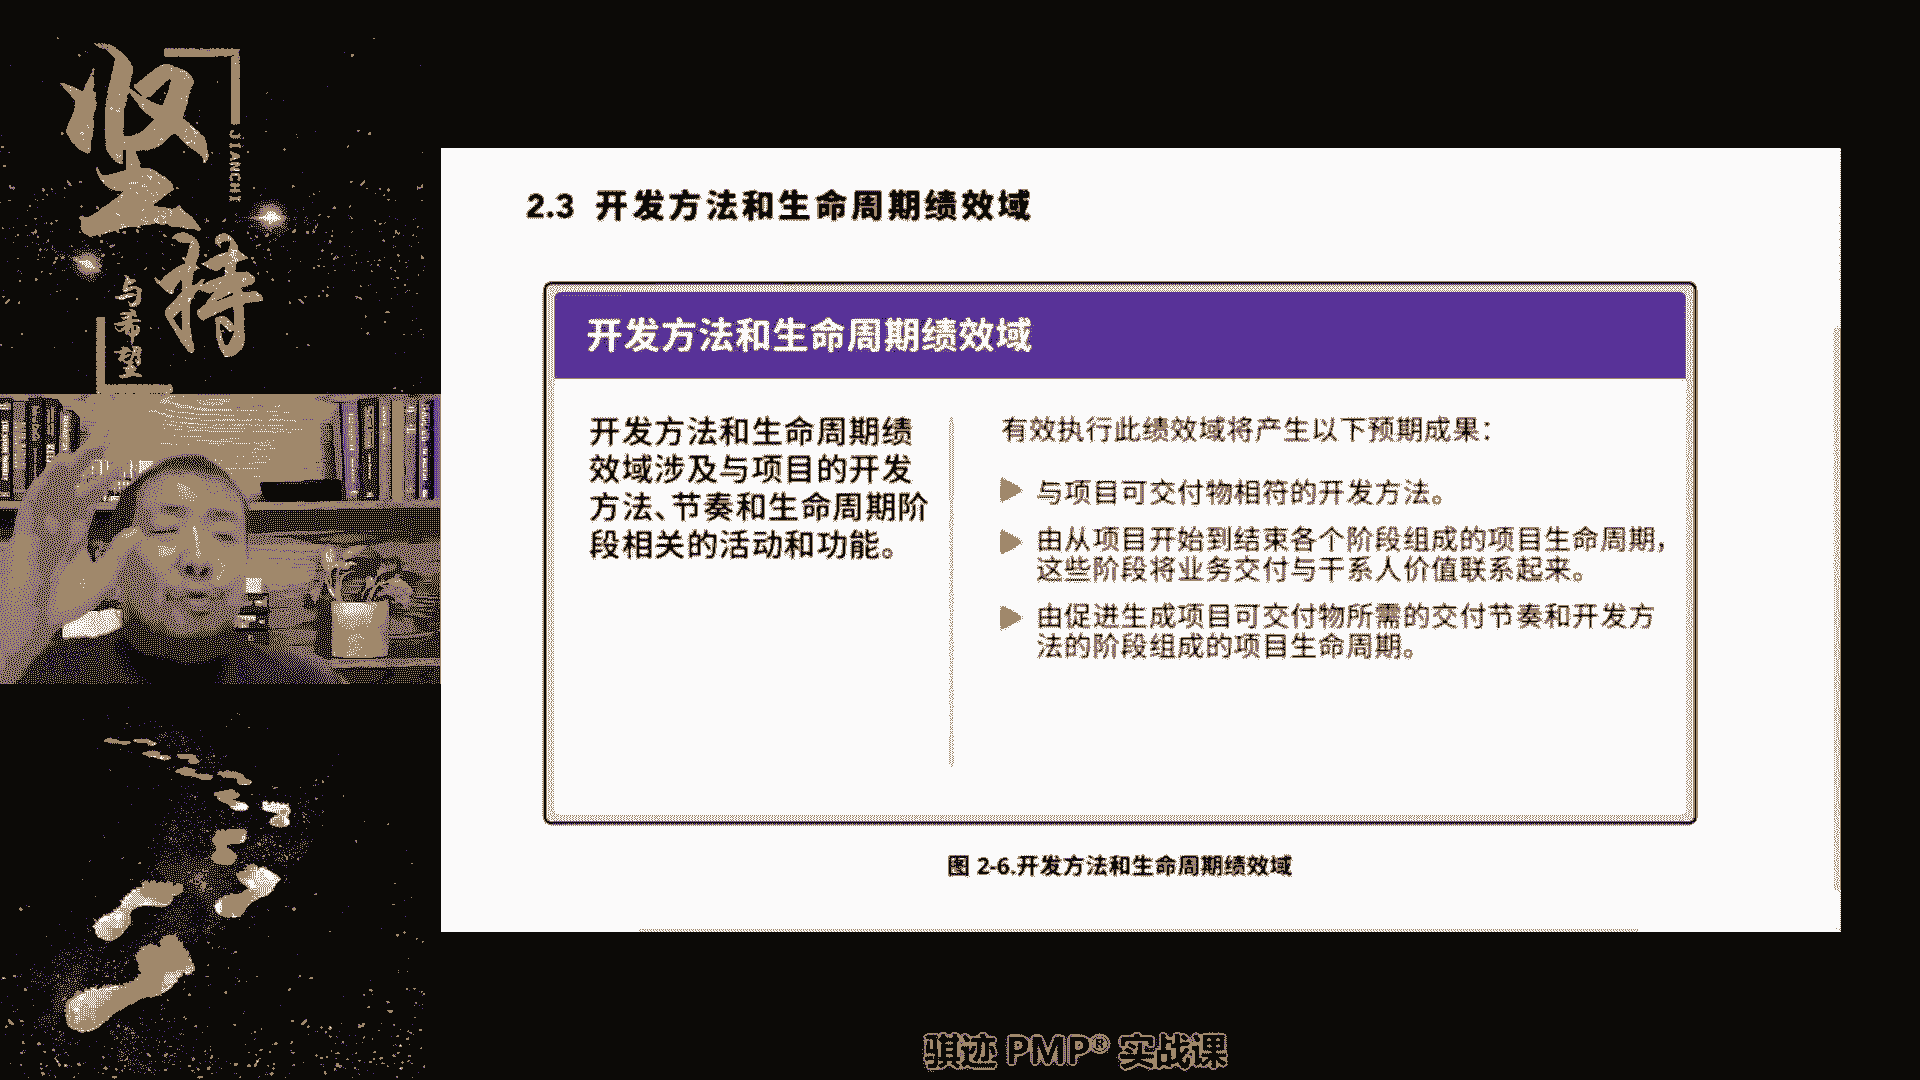 坚持
JIANCHI
与希望
2.3 开发方法和生命周期绩效域
开发方法和生命周期绩效域
开发方法和生命周期绩
效域涉及与项目的开发
方法、节奏和生命周期阶
段相关的活动和功能。
有效执行此绩效域将产生以下预期成果：
与项目可交付物相符的开发方法。
由从项目开始到结束各个阶段组成的项目生命周期，
这些阶段将业务交付与干系人价值联系起来。
由促进生成项目可交付物所需的交付节奏和开发方
法的阶段组成的项目生命周期。
图 2-6.开发方法和生命周期绩效域
骐迹 PMP® 实战课